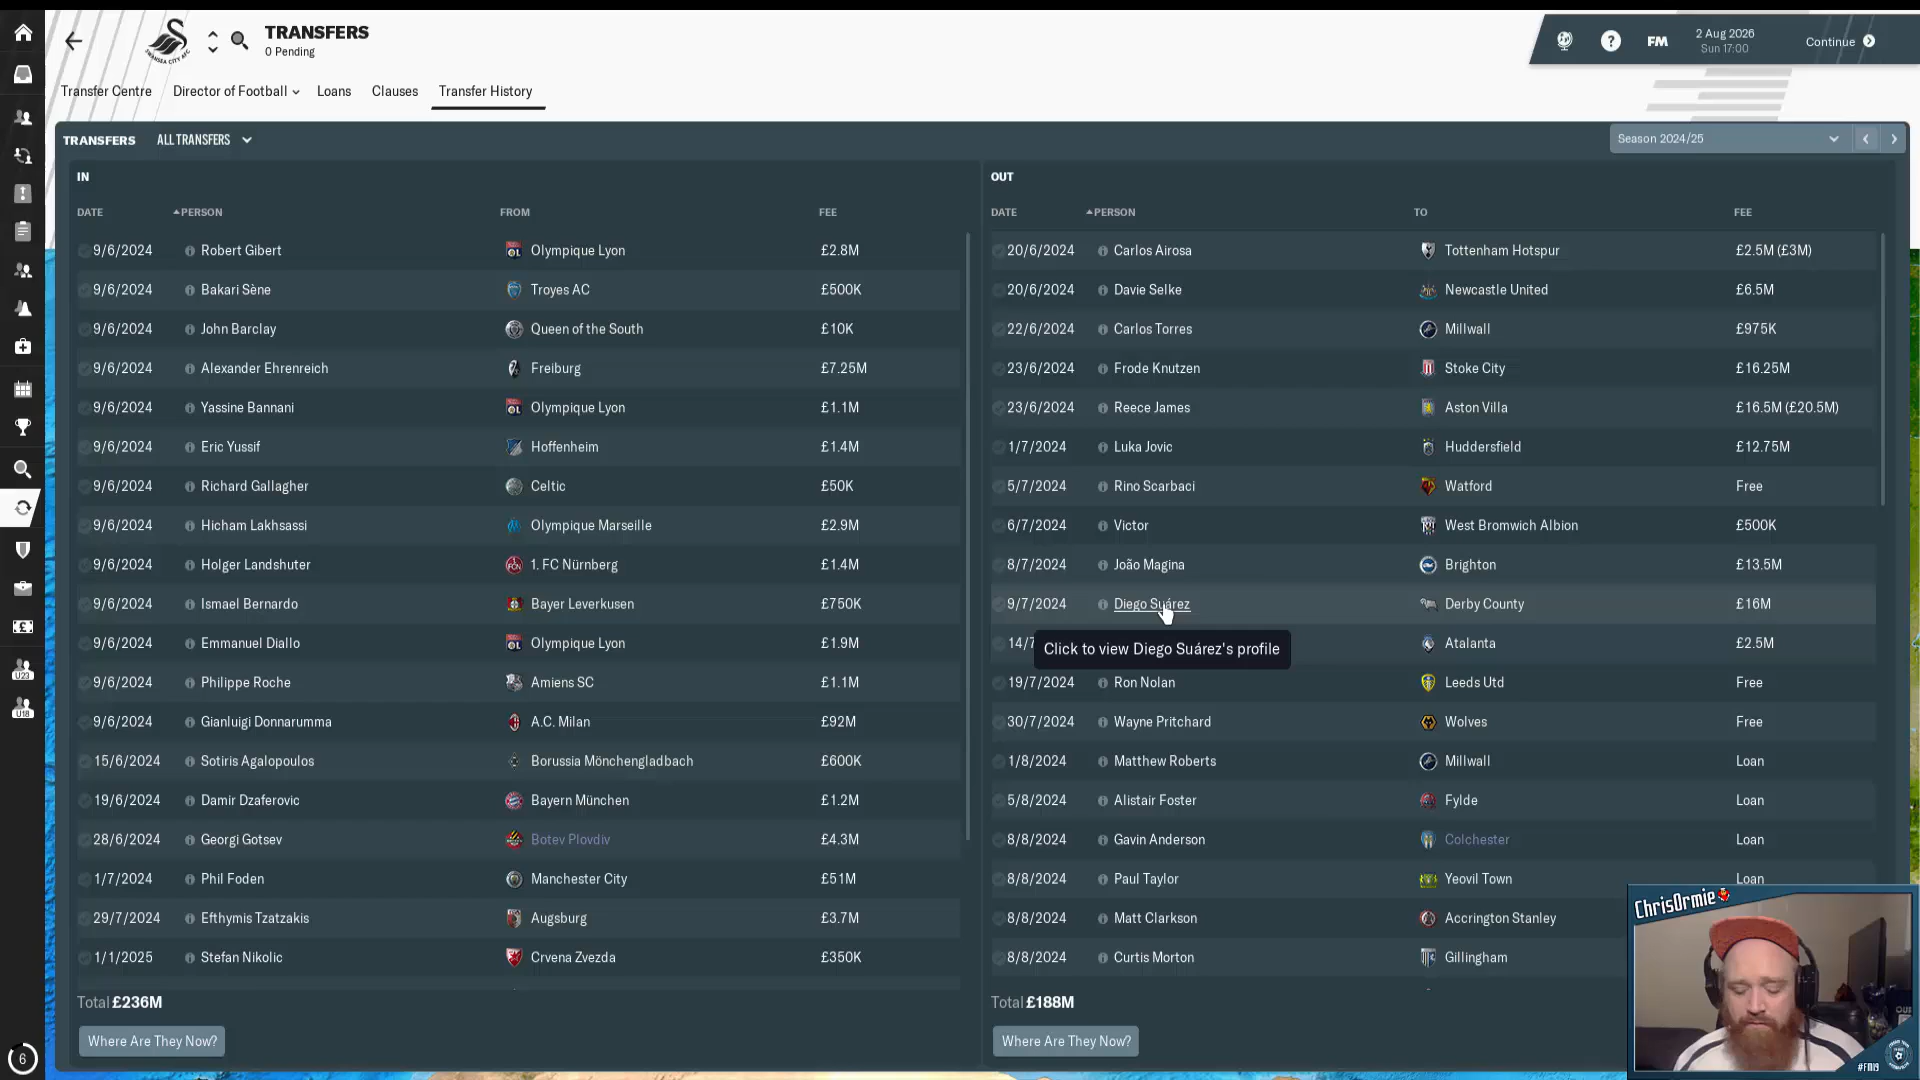 TRANSFERS
0 Pending
FM
2 Aug 2026
Sun 17:00
Continue
Transfer Centre
Director of Football
Loans
Clauses
Transfer History
TRANSFERS
ALL TRANSFERS
Season 2024/25
IN
DATE PERSON FROM FEE
9/6/2024 Robert Gibert Olympique Lyon £2.8M
9/6/2024 Bakari Sène Troyes AC £500K
9/6/2024 John Barclay Queen of the South £10K
9/6/2024 Alexander Ehrenreich Freiburg £7.25M
9/6/2024 Yassine Bannani Olympique Lyon £1.1M
9/6/2024 Eric Yussif Hoffenheim £1.4M
9/6/2024 Richard Gallagher Celtic £50K
9/6/2024 Hicham Lakhsassi Olympique Marseille £2.9M
9/6/2024 Holger Landshuter 1. FC Nürnberg £1.4M
9/6/2024 Ismael Bernardo Bayer Leverkusen £750K
9/6/2024 Emmanuel Diallo Olympique Lyon £1.9M
9/6/2024 Philippe Roche Amiens SC £1.1M
9/6/2024 Gianluigi Donnarumma A.C. Milan £92M
15/6/2024 Sotiris Agalopoulos Borussia Mönchengladbach £600K
19/6/2024 Damir Dzaferovic Bayern München £1.2M
28/6/2024 Georgi Gotsev Botev Plovdiv £4.3M
1/7/2024 Phil Foden Manchester City £51M
29/7/2024 Efthymis Tzatzakis Augsburg £3.7M
1/1/2025 Stefan Nikolic Crvena Zvezda £350K
Total £236M
Where Are They Now?
OUT
DATE PERSON TO FEE
20/6/2024 Carlos Airosa Tottenham Hotspur £2.5M (£3M)
20/6/2024 Davie Selke Newcastle United £6.5M
22/6/2024 Carlos Torres Millwall £975K
23/6/2024 Frode Knutzen Stoke City £16.25M
23/6/2024 Reece James Aston Villa £16.5M (£20.5M)
1/7/2024 Luka Jovic Huddersfield £12.75M
5/7/2024 Rino Scarbaci Watford Free
6/7/2024 Victor West Bromwich Albion £500K
8/7/2024 João Magina Brighton £13.5M
9/7/2024 Diego Suárez Derby County £16M
14/7 Atalanta £2.5M
Click to view Diego Suárez's profile
19/7/2024 Ron Nolan Leeds Utd Free
30/7/2024 Wayne Pritchard Wolves Free
1/8/2024 Matthew Roberts Millwall Loan
5/8/2024 Alistair Foster Fylde Loan
8/8/2024 Gavin Anderson Colchester Loan
8/8/2024 Paul Taylor Yeovil Town Loan
8/8/2024 Matt Clarkson Accrington Stanley
8/8/2024 Curtis Morton Gillingham
Total £188M
Where Are They Now?
U23
U18
6
ChrisOrmie
#FM19